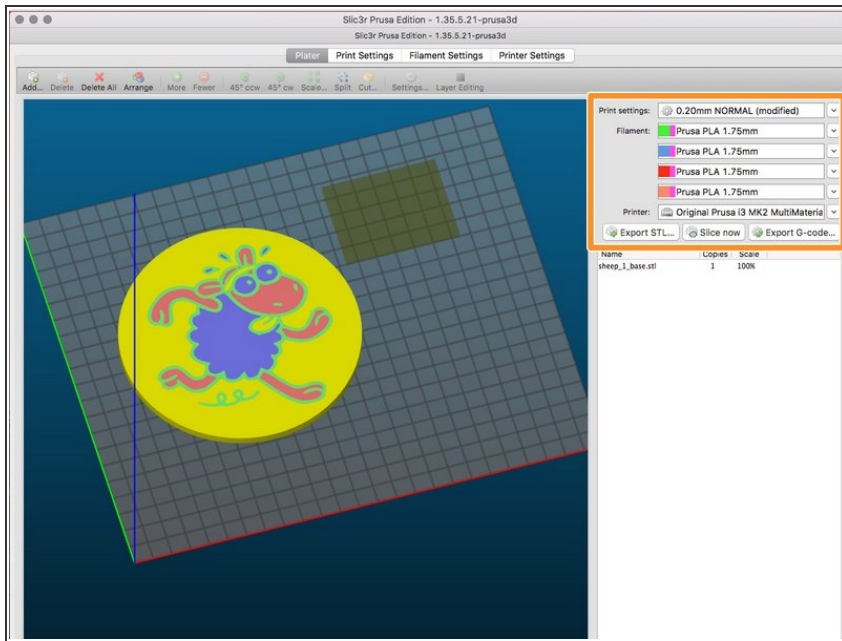 Slic3r Prusa Edition - 1.35.5.21-prusa3d
Slic3r Prusa Edition - 1.35.5.21-prusa3d
Plater Print Settings Filament Settings Printer Settings
Add... Delete Delete All Arrange More Fewer 45° ccw 45° cw Scale... Split Cut... Settings... Layer Editing
Print settings: 0.20mm NORMAL (modified)
Filament: Prusa PLA 1.75mm
Prusa PLA 1.75mm
Prusa PLA 1.75mm
Prusa PLA 1.75mm
Printer: Original Prusa i3 MK2 MultiMateria
Export STL... Slice now Export G-code...
Name Copies Scale
sheep_1_base.stl 1 100%